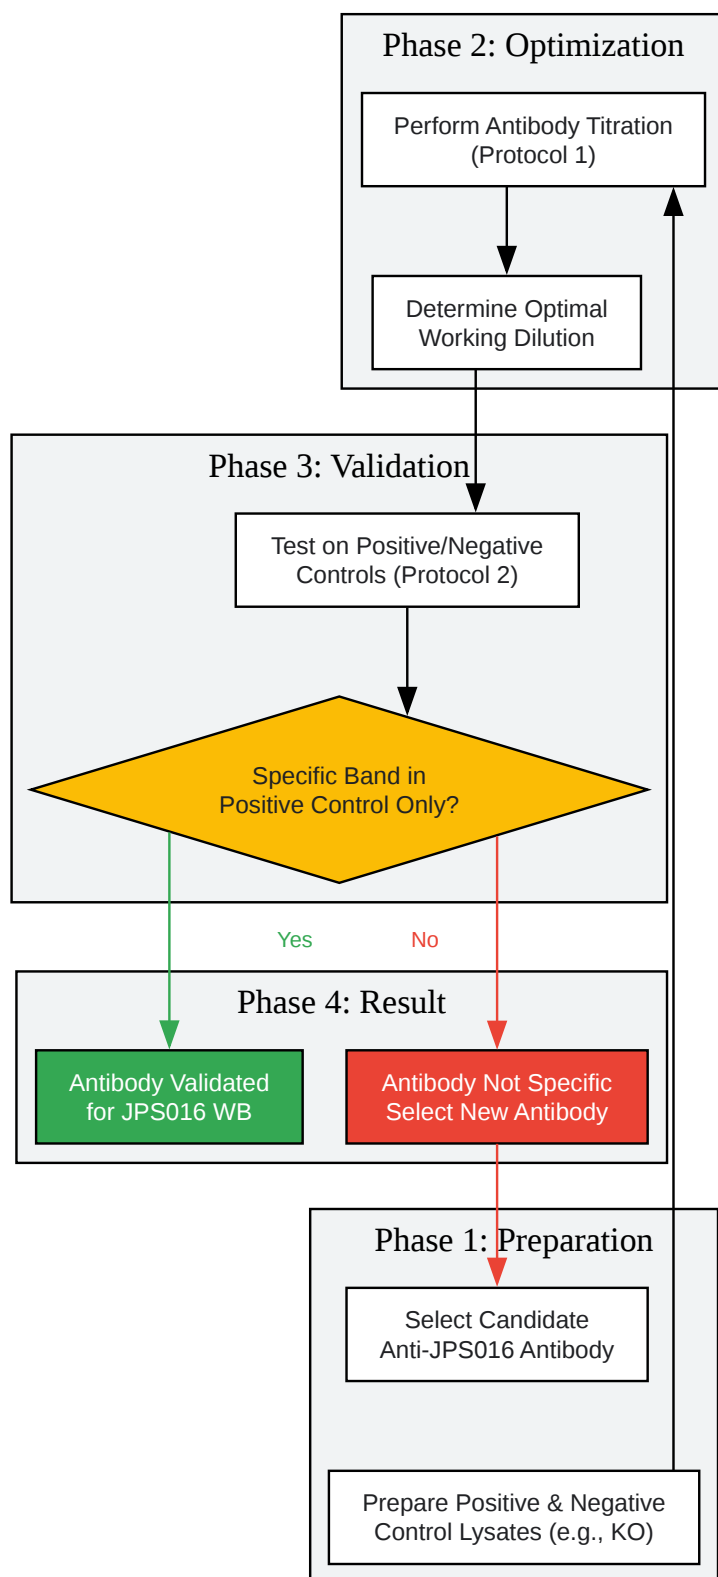 Phase 2: Optimization
Perform Antibody Titration
(Protocol 1)
Determine Optimal
Working Dilution
Phase 3: Validation
Test on Positive/Negative
Controls (Protocol 2)
Specific Band in
Positive Control Only?
Yes
No
Phase 4: Result
Antibody Validated
for JPS016 WB
Antibody Not Specific
Select New Antibody
Phase 1: Preparation
Select Candidate
Anti-JPS016 Antibody
Prepare Positive & Negative
Control Lysates (e.g., KO)